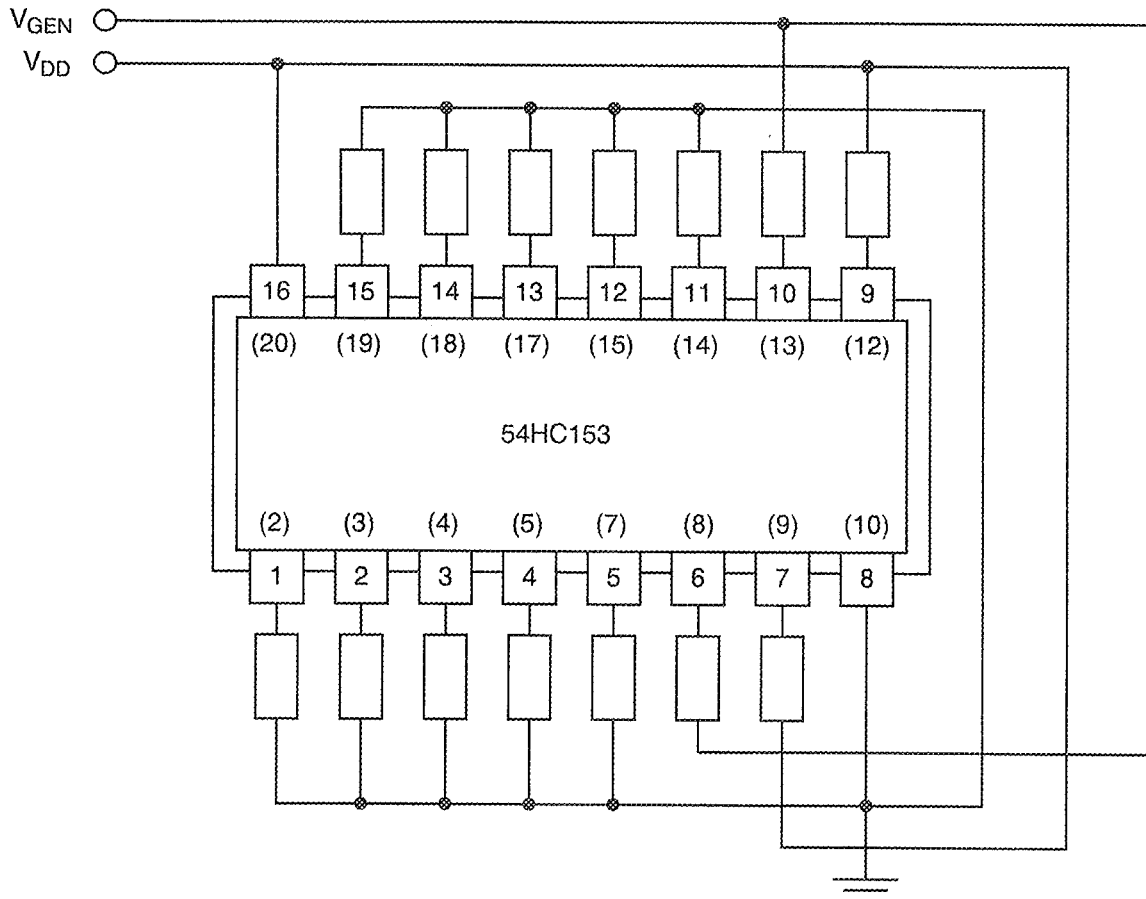 VGEN
VDD
16 15 14 13 12 11 10 9
(20) (19) (18) (17) (15) (14) (13) (12)
54HC153
(2) (3) (4) (5) (7) (8) (9) (10)
1 2 3 4 5 6 7 8